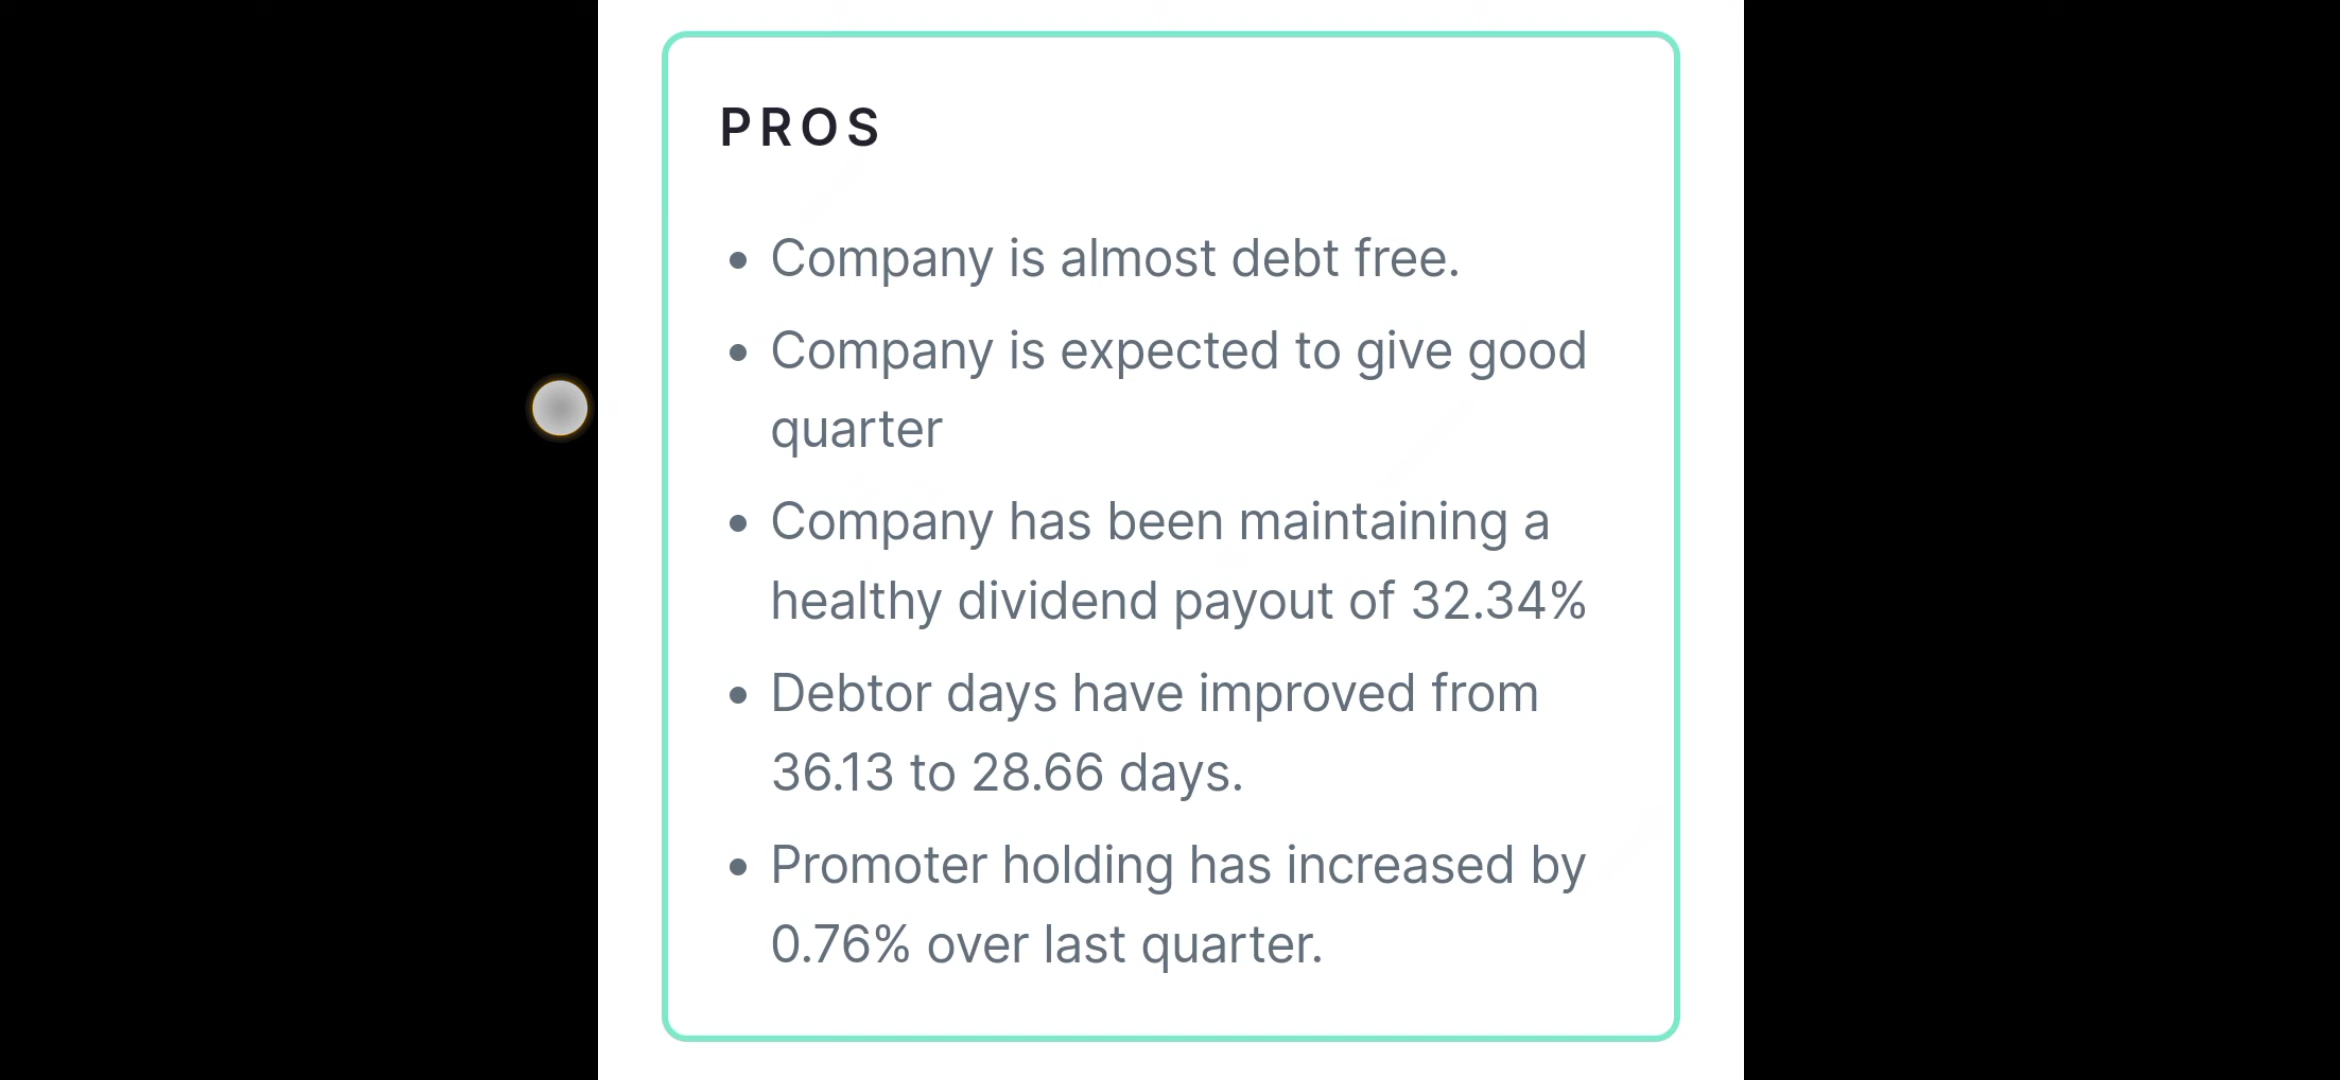 PROS
• Company is almost debt free.
• Company is expected to give good
quarter
• Company has been maintaining a
healthy dividend payout of 32.34%
• Debtor days have improved from
36.13 to 28.66 days.
• Promoter holding has increased by
0.76% over last quarter.